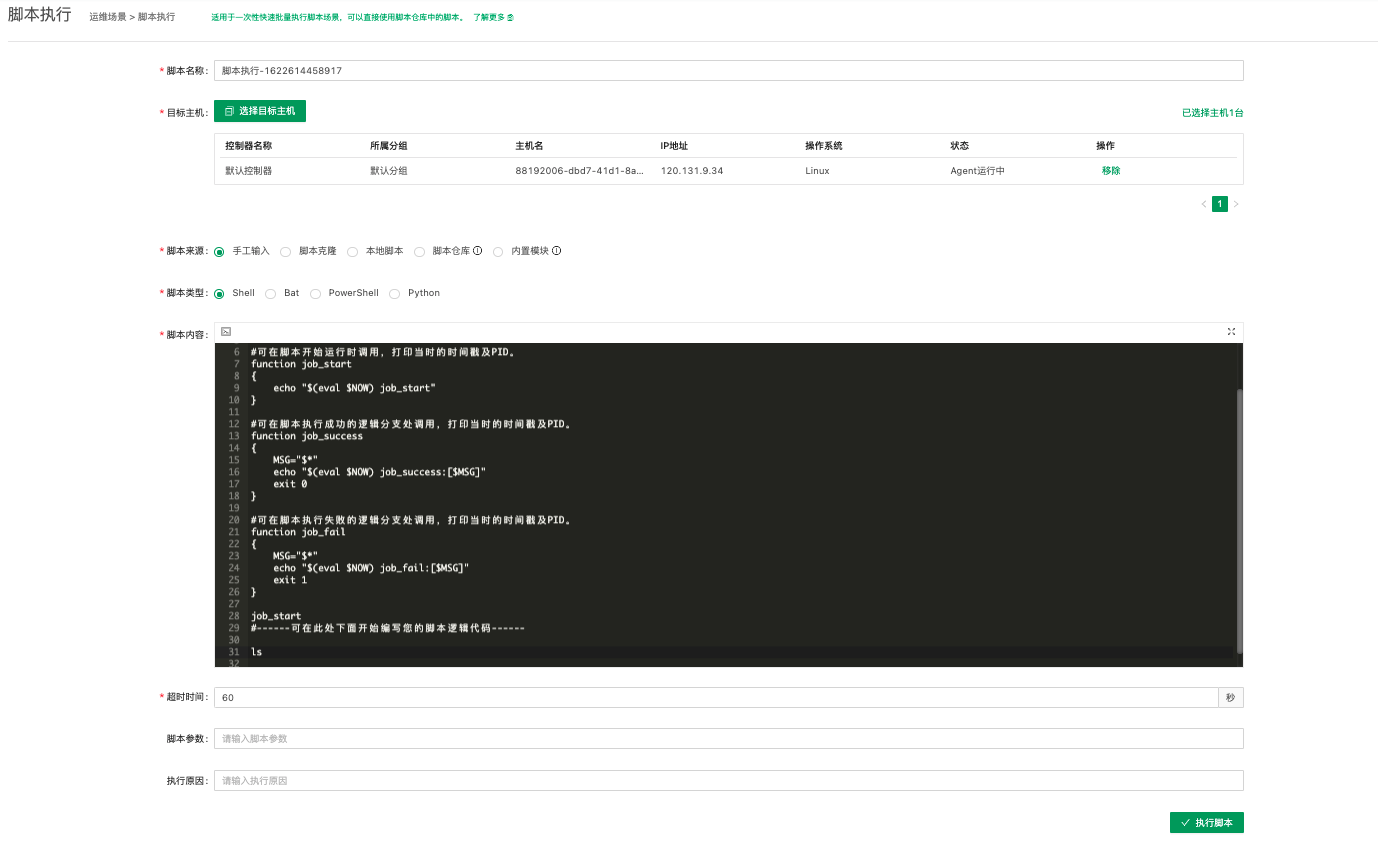 脚本执行 运维场景 > 脚本执行 适用于一次性快速批量执行脚本场景，可以直接使用脚本仓库中的脚本。 了解更多
* 脚本名称: 脚本执行-1622614458917
* 目标主机: 选择目标主机 已选择主机1台
控制器名称 所属分组 主机名 IP地址 操作系统 状态 操作
默认控制器 默认分组 88192006-dbd7-41d1-8a... 120.131.9.34 Linux Agent运行中 移除
< 1 >
* 脚本来源: 手工输入 脚本克隆 本地脚本 脚本仓库 内置模块
* 脚本类型: Shell Bat PowerShell Python
* 脚本内容:
6 #可在脚本开始运行时调用，打印当时的时间戳及PID。
7 function job_start
8 {
9 echo "$(eval $NOW) job_start"
10 }
11
12 #可在脚本执行成功的逻辑分支处调用，打印当时的时间戳及PID。
13 function job_success
14 {
15 MSG="$*"
16 echo "$(eval $NOW) job_success:[$MSG]"
17 exit 0
18 }
19
20 #可在脚本执行失败的逻辑分支处调用，打印当时的时间戳及PID。
21 function job_fail
22 {
23 MSG="$*"
24 echo "$(eval $NOW) job_fail:[$MSG]"
25 exit 1
26 }
27
28 job_start
29 #------可在此处下面开始编写您的脚本逻辑代码------
30
31 ls
32
* 超时时间: 60 秒
脚本参数: 请输入脚本参数
执行原因: 请输入执行原因
执行脚本